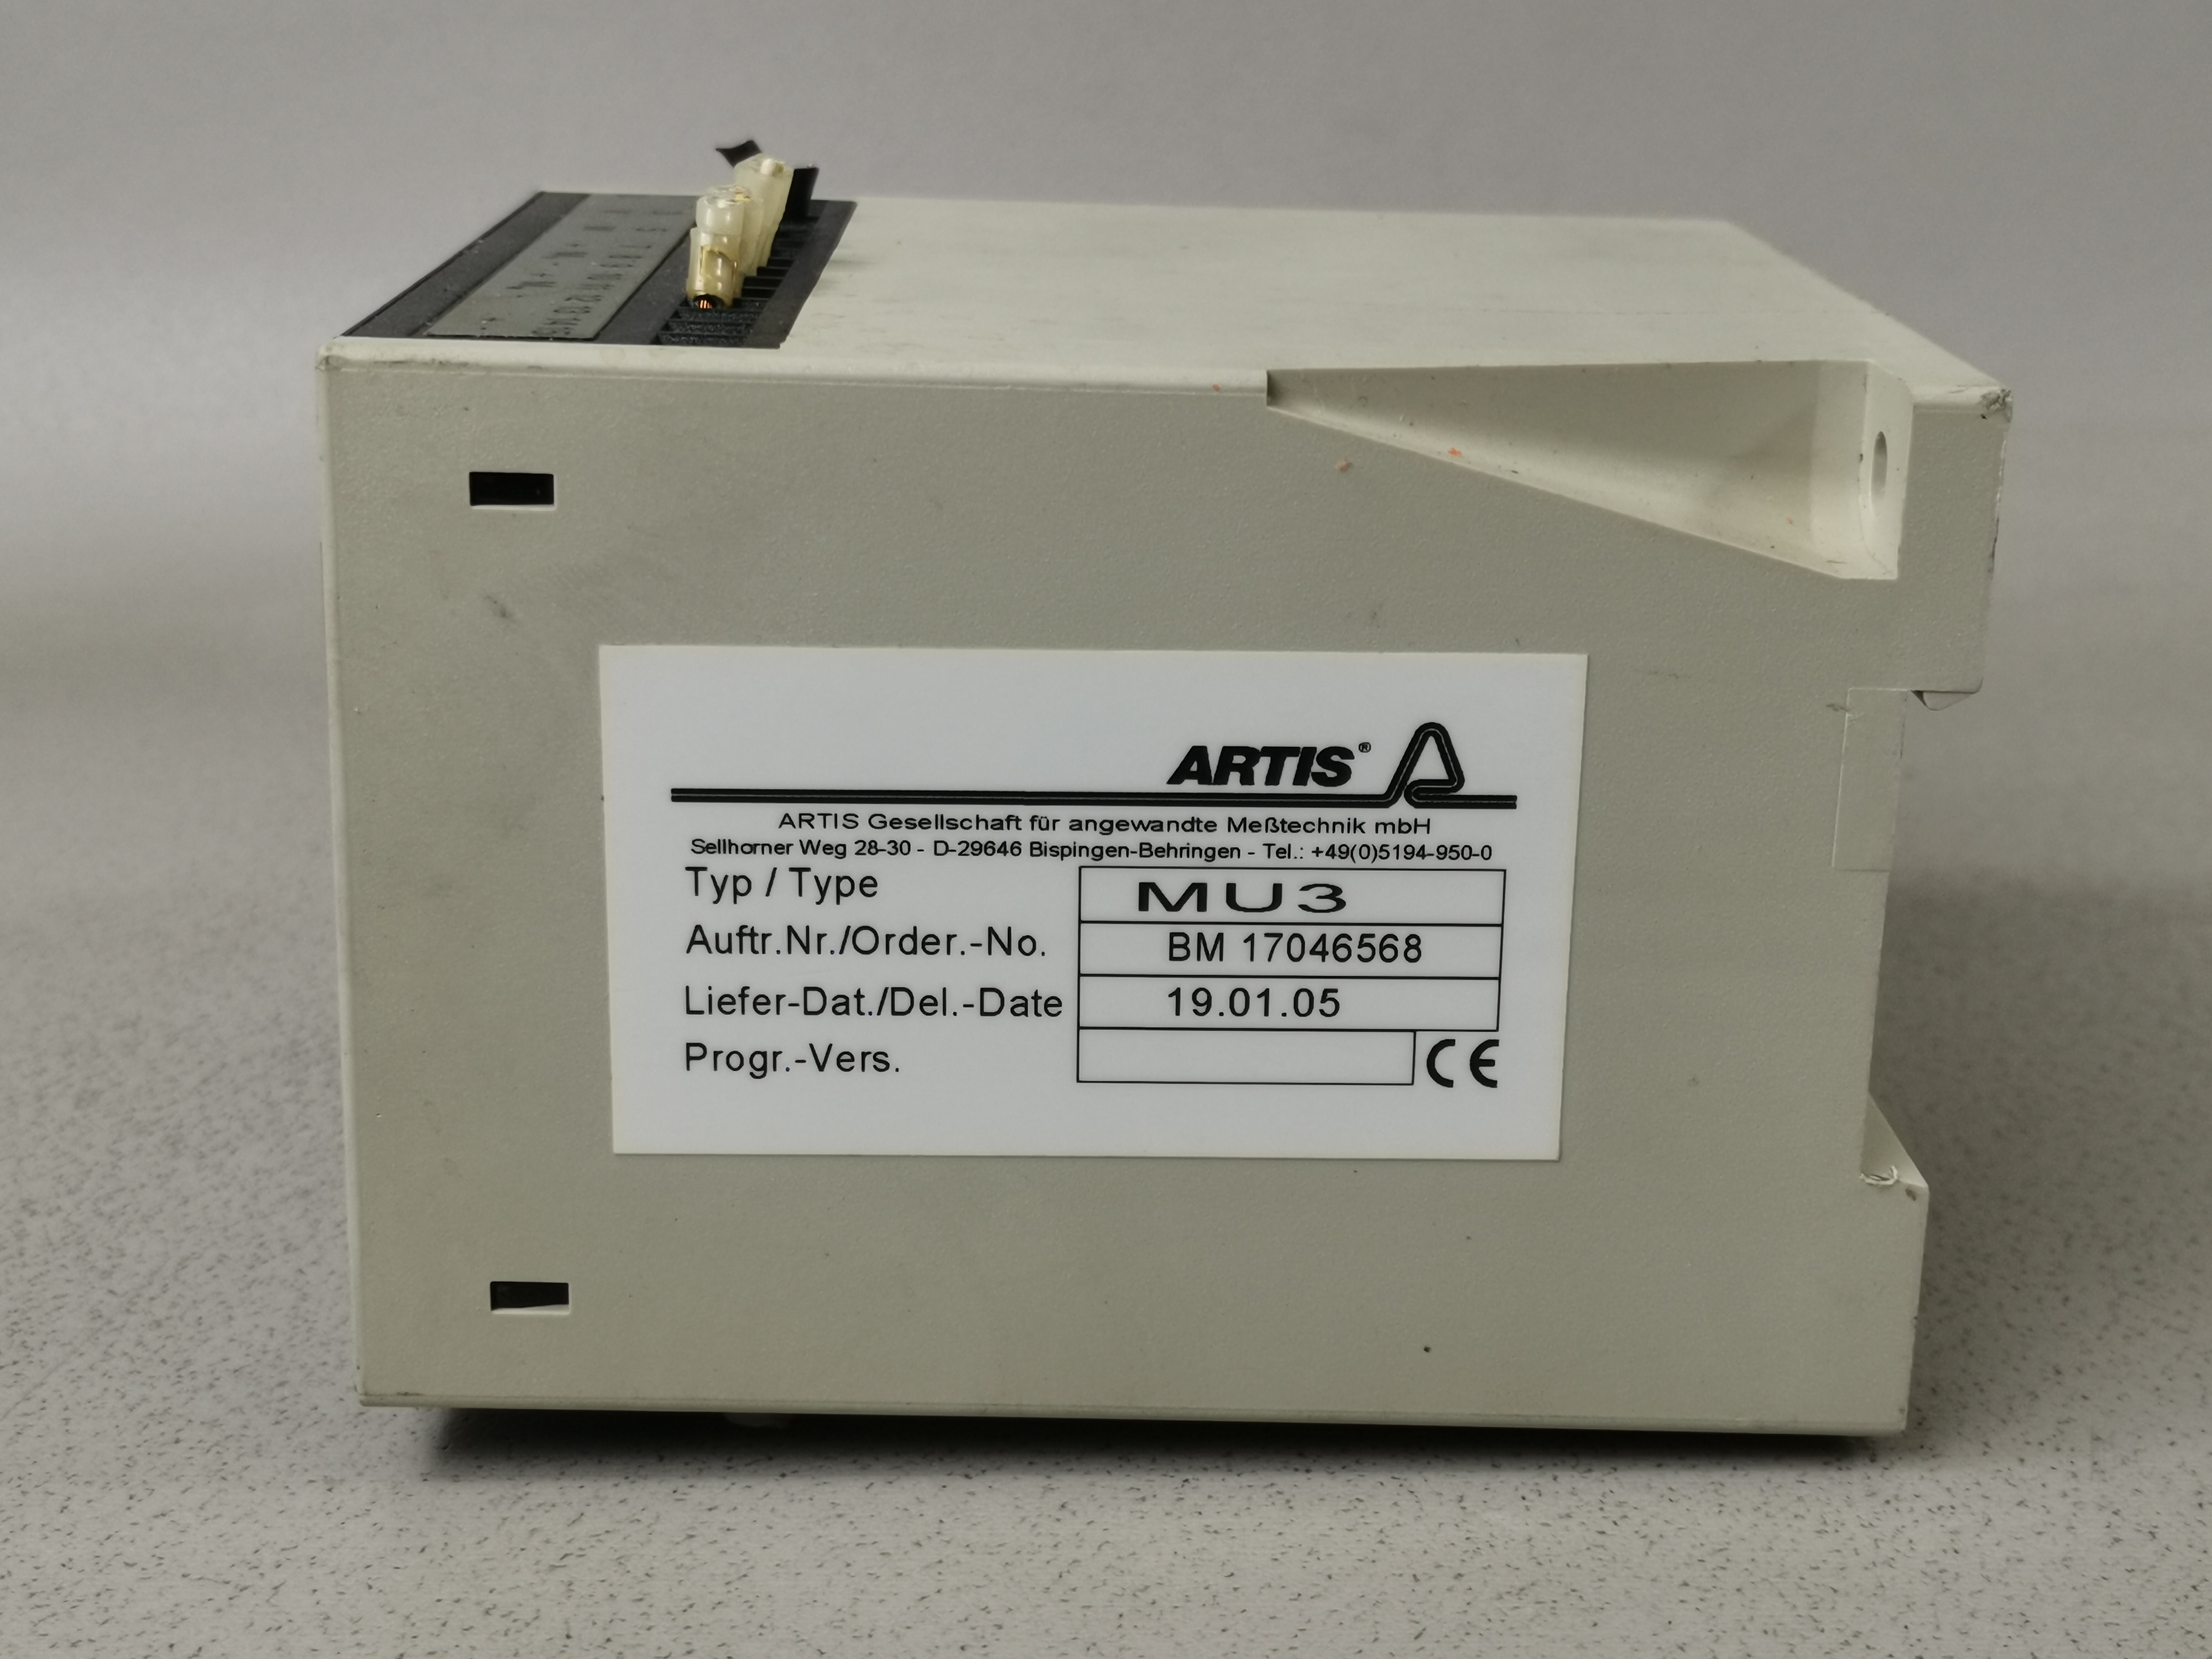 ARTIS®
ARTIS Gesellschaft für angewandte Meßtechnik mbH
Sellhorner Weg 28-30 - D-29646 Bispingen-Behringen - Tel.: +49(0)5194-950-0
Typ / Type MU3
Auftr.Nr./Order.-No. BM 17046568
Liefer-Dat./Del.-Date 19.01.05
Progr.-Vers. CE